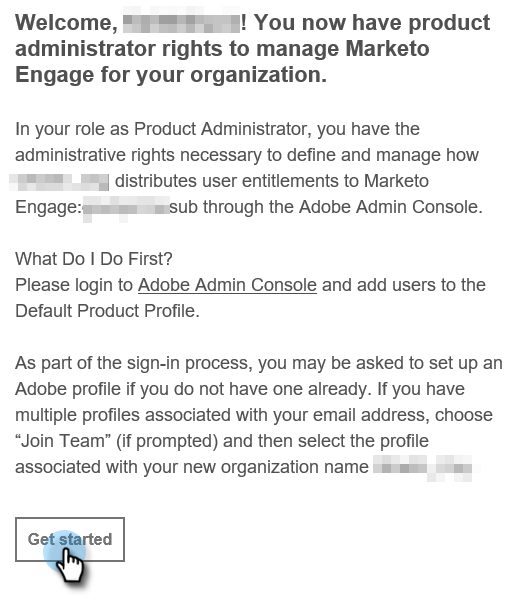 Welcome, ! You now have product
administrator rights to manage Marketo
Engage for your organization.
In your role as Product Administrator, you have the
administrative rights necessary to define and manage how
distributes user entitlements to Marketo
Engage: sub through the Adobe Admin Console.
What Do I Do First?
Please login to Adobe Admin Console and add users to the
Default Product Profile.
As part of the sign-in process, you may be asked to set up an
Adobe profile if you do not have one already. If you have
multiple profiles associated with your email address, choose
“Join Team” (if prompted) and then select the profile
associated with your new organization name
Get started